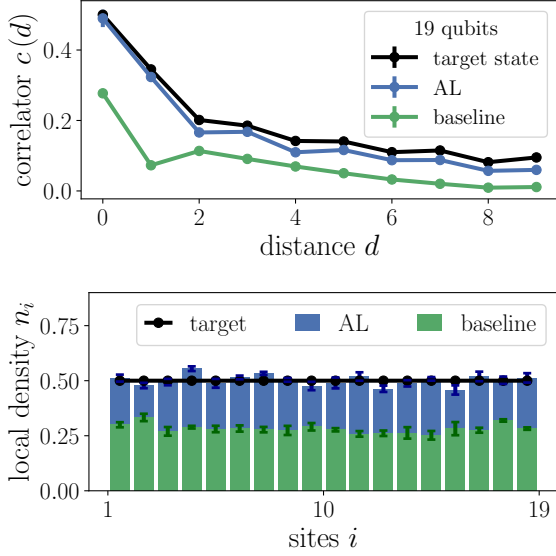 correlator c(d)
0.4
0.2
0.0
19 qubits
target state
AL
baseline
0 2 4 6 8
distance d
local density n_i
0.75
0.50
0.25
0.00
target AL baseline
1 10 19
sites i